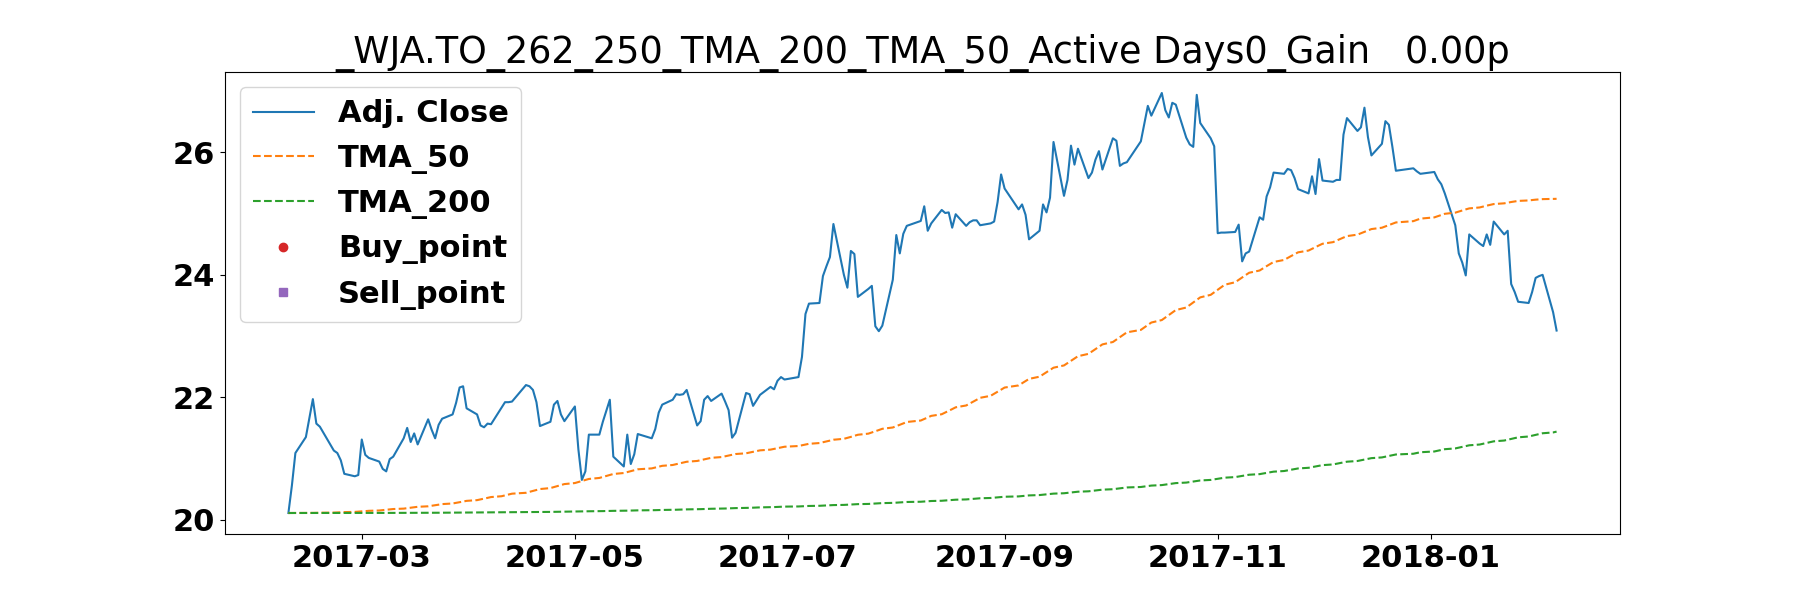 _WJA.TO_262_250_TMA_200_TMA_50_Active Days0_Gain   0.00p
Adj. Close
TMA_50
TMA_200
Buy_point
Sell_point
26
24
22
20
2017-03 2017-05 2017-07 2017-09 2017-11 2018-01